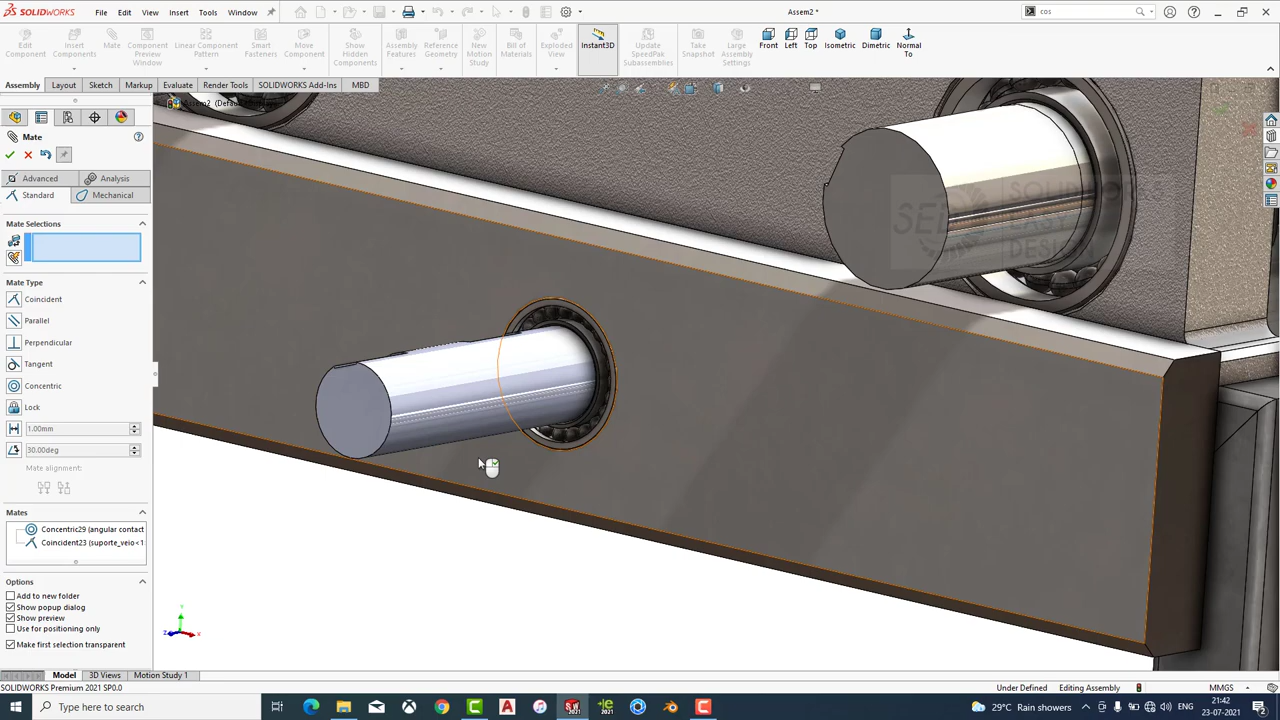 SOLIDWORKS
File
Edit
View
Insert
Tools
Window
Assem2 *
cos
Edit Component
Insert Components
Mate
Component Preview Window
Linear Component Pattern
Smart Fasteners
Move Component
Show Hidden Components
Assembly Features
Reference Geometry
New Motion Study
Bill of Materials
Exploded View
Instant3D
Update SpeedPak Subassemblies
Take Snapshot
Large Assembly Settings
Front
Left
Top
Isometric
Dimetric
Normal To
Assembly
Layout
Sketch
Markup
Evaluate
Render Tools
SOLIDWORKS Add-Ins
MBD
Mate
Advanced
Analysis
Standard
Mechanical
Mate Selections
Mate Type
Coincident
Parallel
Perpendicular
Tangent
Concentric
Lock
1.00mm
30.00deg
Mate alignment:
Mates
Concentric29 (angular contact
Coincident23 (suporte_veio<1
Options
Add to new folder
Show popup dialog
Show preview
Use for positioning only
Make first selection transparent
SOLIDWORKS
EASY
DESIGN
Y
Z
X
Model
3D Views
Motion Study 1
SOLIDWORKS Premium 2021 SP0.0
Under Defined
Editing Assembly
MMGS
Type here to search
29°C Rain showers
ENG
21:42
23-07-2021